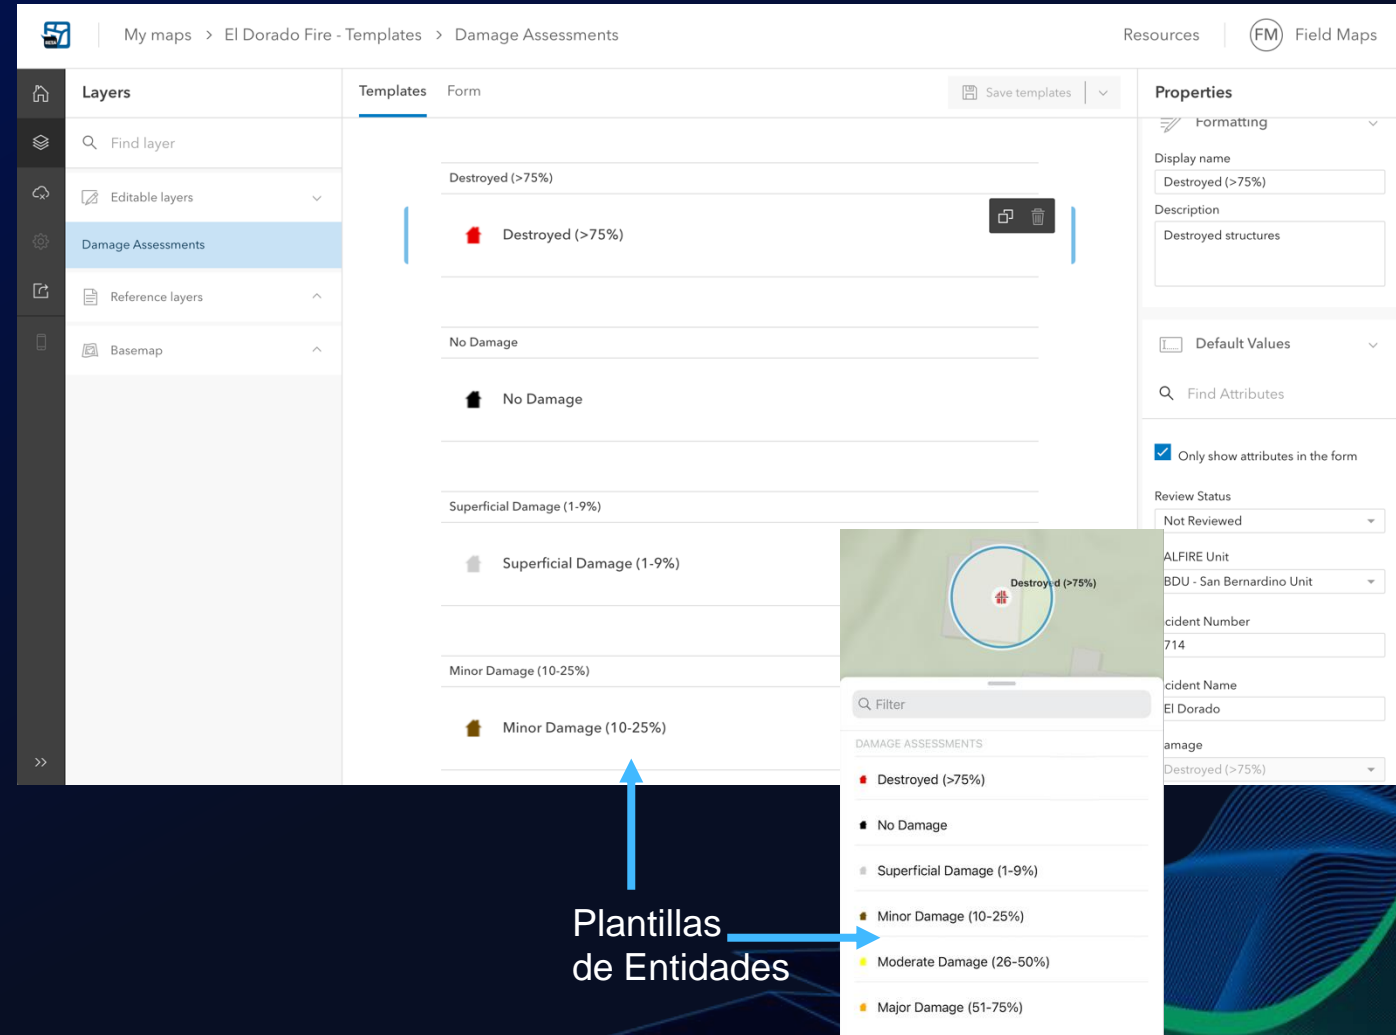 My maps > El Dorado Fire - Templates > Damage Assessments
Resources
FM
Field Maps
Layers
Find layer
Editable layers
Damage Assessments
Reference layers
Basemap
Templates
Form
Save templates
Destroyed (>75%)
Destroyed (>75%)
No Damage
No Damage
Superficial Damage (1-9%)
Superficial Damage (1-9%)
Minor Damage (10-25%)
Minor Damage (10-25%)
Properties
Formatting
Display name
Destroyed (>75%)
Description
Destroyed structures
Default Values
Find Attributes
Only show attributes in the form
Review Status
Not Reviewed
ALFIRE Unit
BDU - San Bernardino Unit
cident Number
714
cident Name
El Dorado
amage
Destroyed (>75%)
Destroyed (>75%)
Filter
DAMAGE ASSESSMENTS
Destroyed (>75%)
No Damage
Superficial Damage (1-9%)
Minor Damage (10-25%)
Moderate Damage (26-50%)
Major Damage (51-75%)
Plantillas
de Entidades